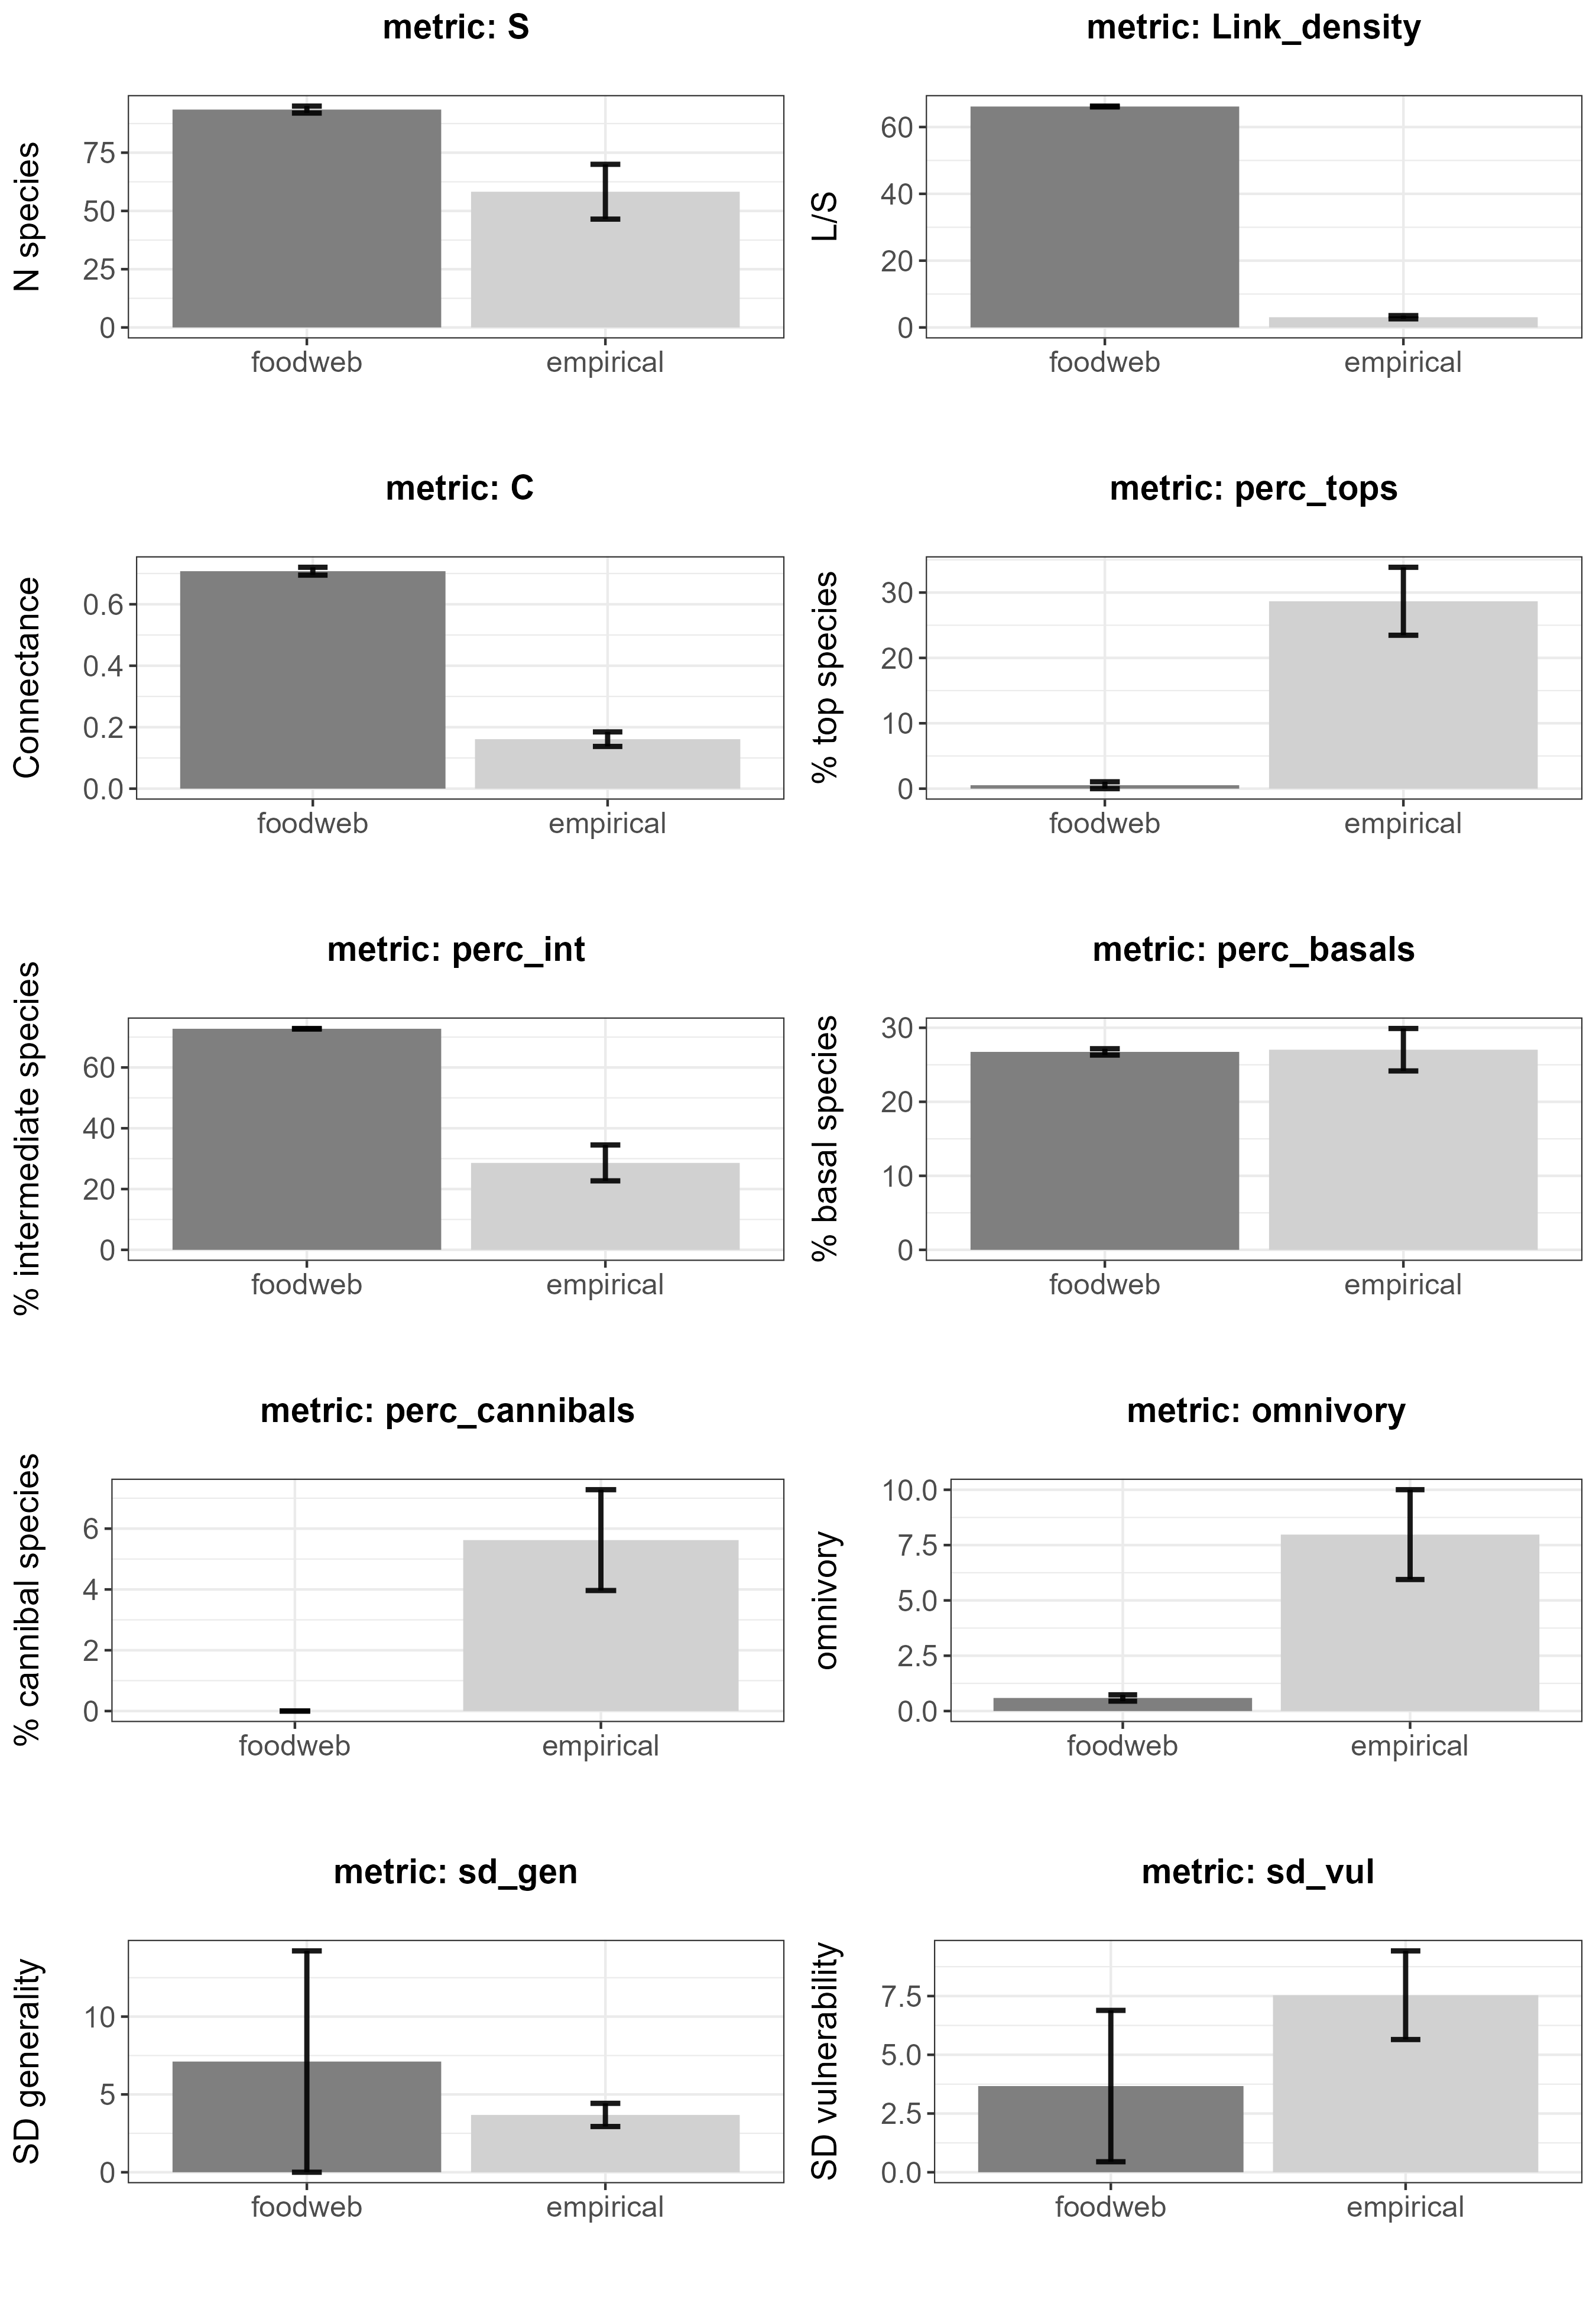 metric: S
N species
75
50
25
0
foodweb empirical
metric: Link_density
L/S
60
40
20
0
foodweb empirical
metric: C
Connectance
0.6
0.4
0.2
0.0
foodweb empirical
metric: perc_tops
% top species
30
20
10
0
foodweb empirical
metric: perc_int
% intermediate species
60
40
20
0
foodweb empirical
metric: perc_basals
% basal species
30
20
10
0
foodweb empirical
metric: perc_cannibals
% cannibal species
6
4
2
0
foodweb empirical
metric: omnivory
omnivory
10.0
7.5
5.0
2.5
0.0
foodweb empirical
metric: sd_gen
SD generality
10
5
0
foodweb empirical
metric: sd_vul
SD vulnerability
7.5
5.0
2.5
0.0
foodweb empirical